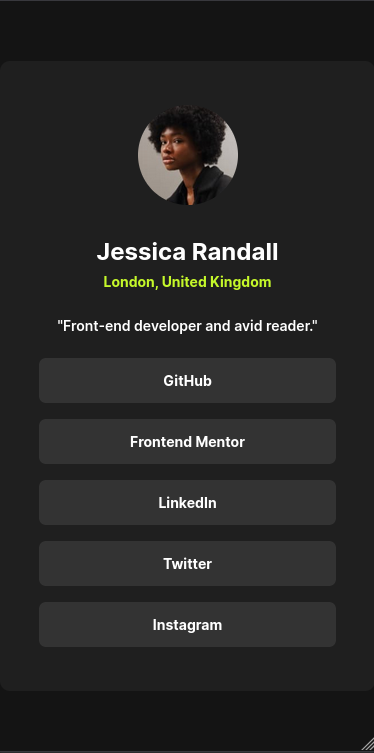 Jessica Randall
London, United Kingdom
"Front-end developer and avid reader."
GitHub
Frontend Mentor
LinkedIn
Twitter
Instagram